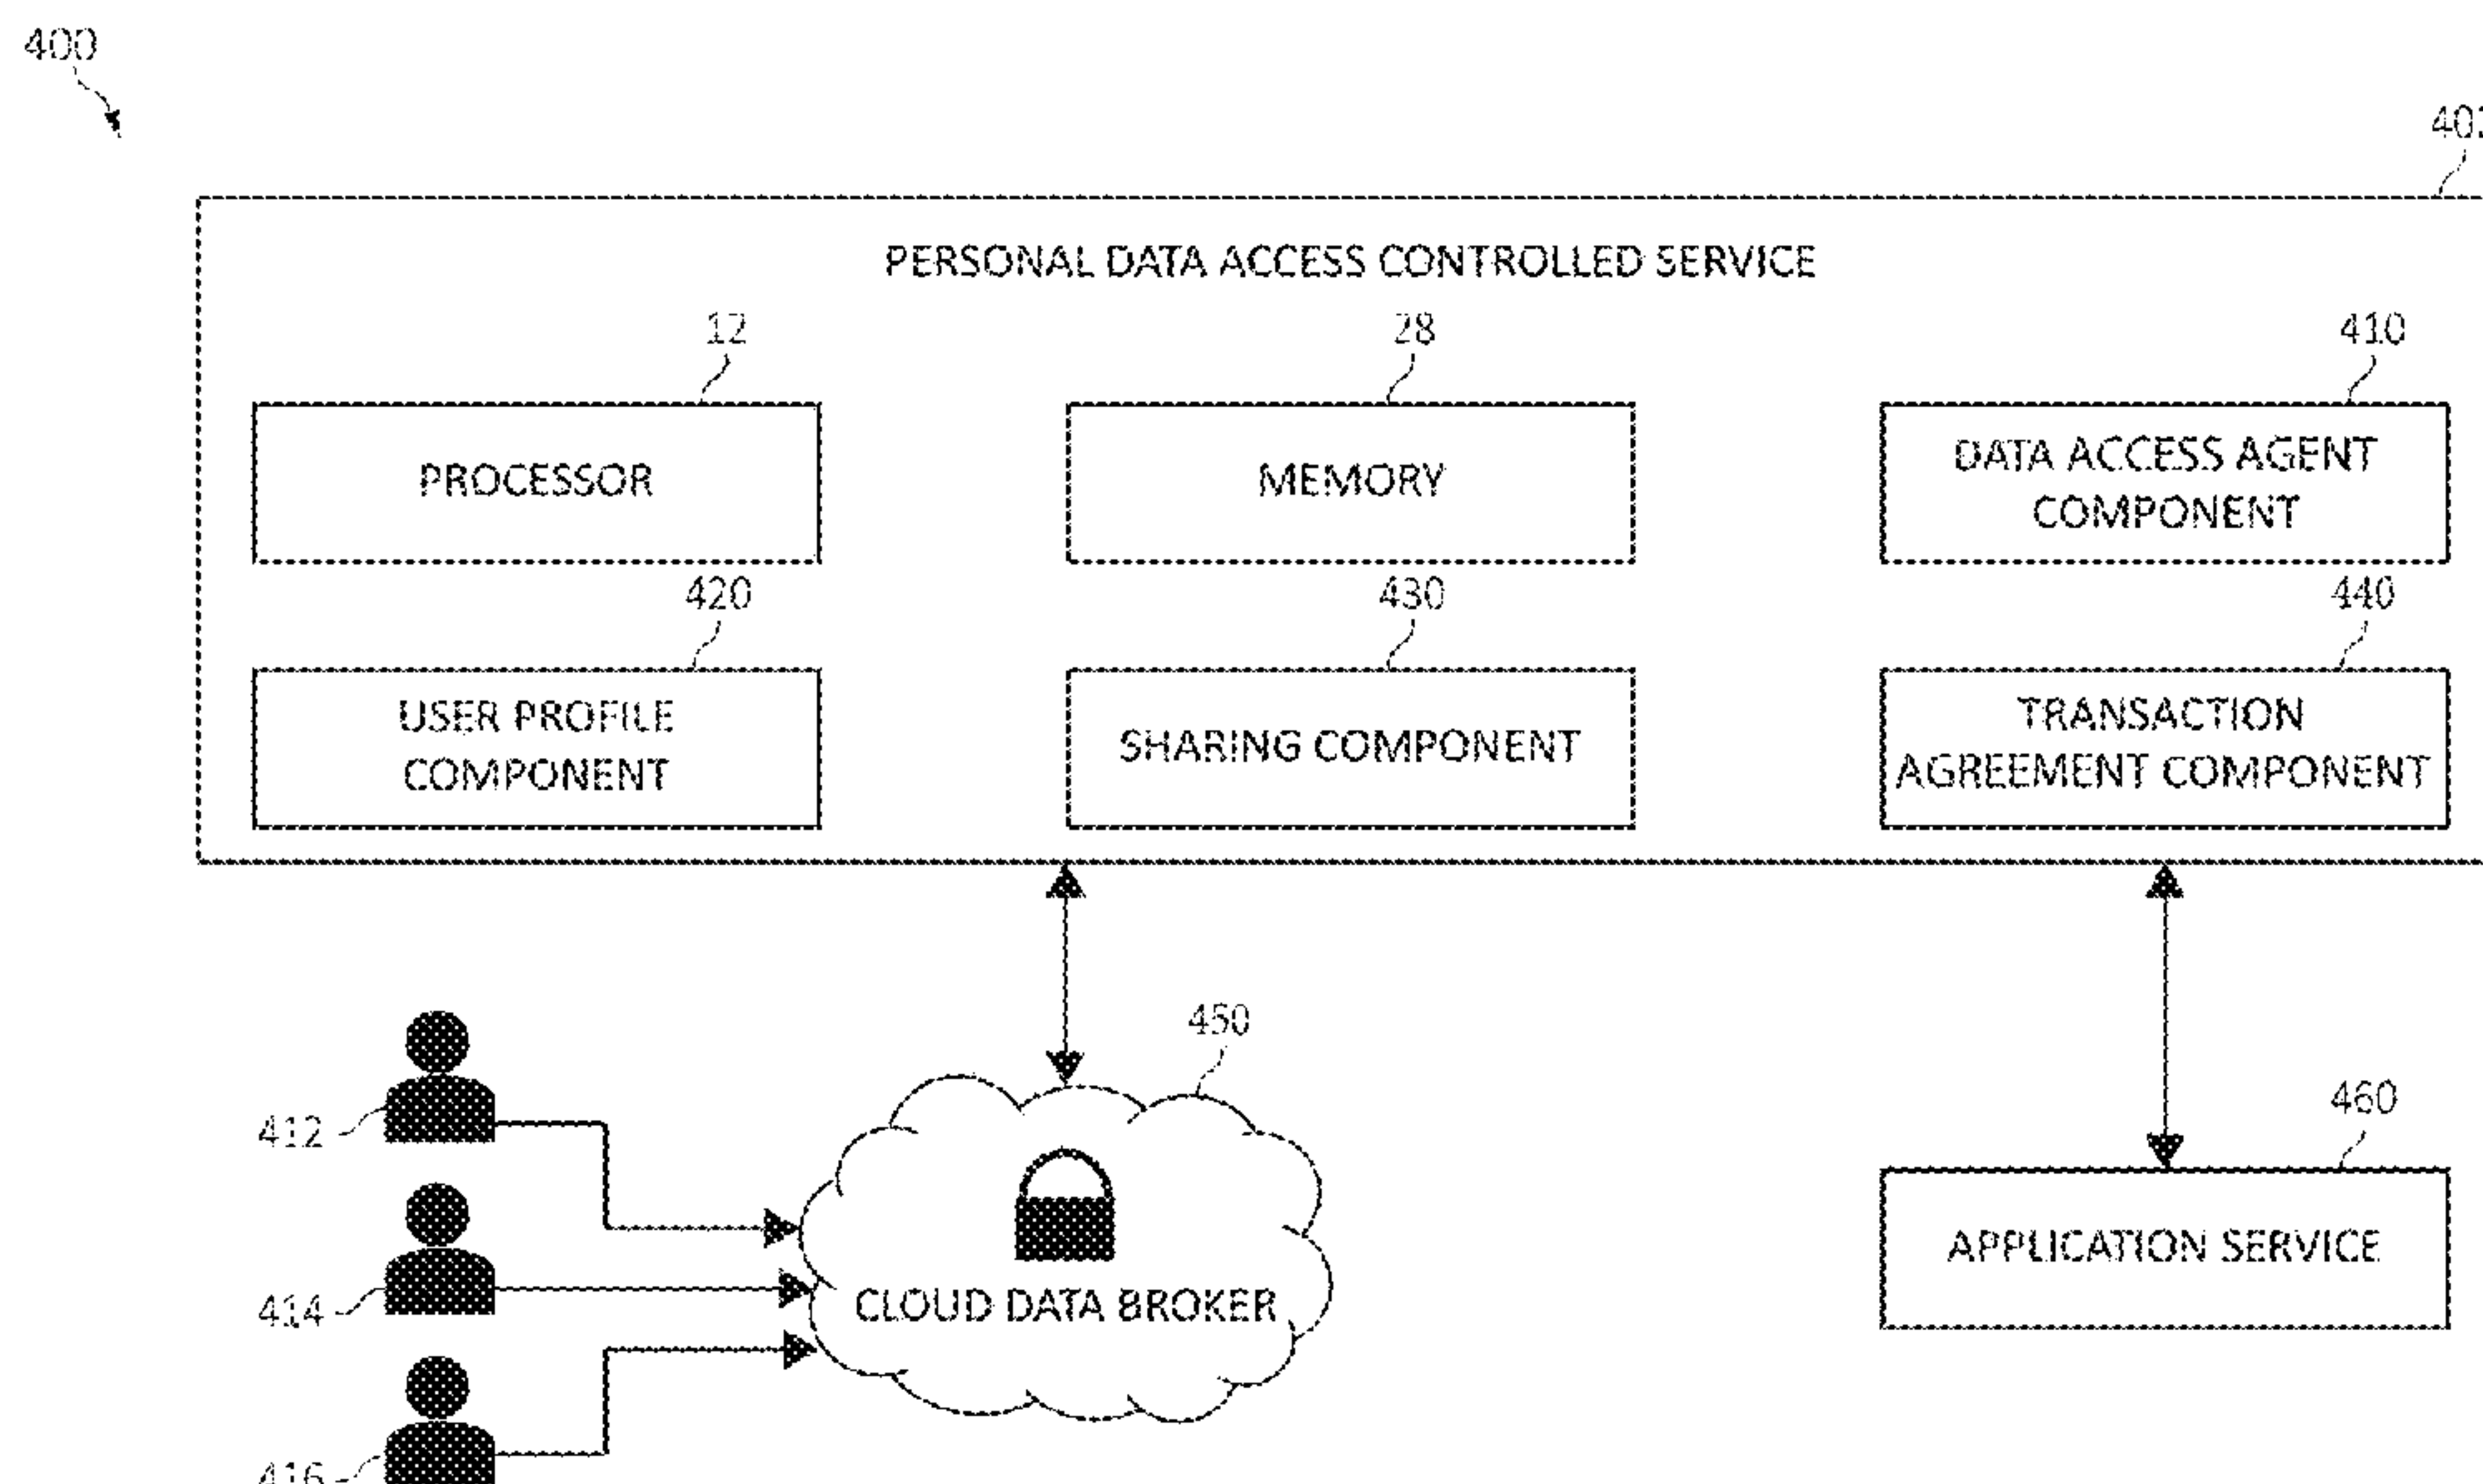 400
PERSONAL DATA ACCESS CONTROLLED SERVICE
12
28
410
PROCESSOR
MEMORY
DATA ACCESS AGENT
COMPONENT
420
430
440
USER PROFILE
COMPONENT
SHARING COMPONENT
TRANSACTION
AGREEMENT COMPONENT
450
412
460
414
CLOUD DATA BROKER
APPLICATION SERVICE
416